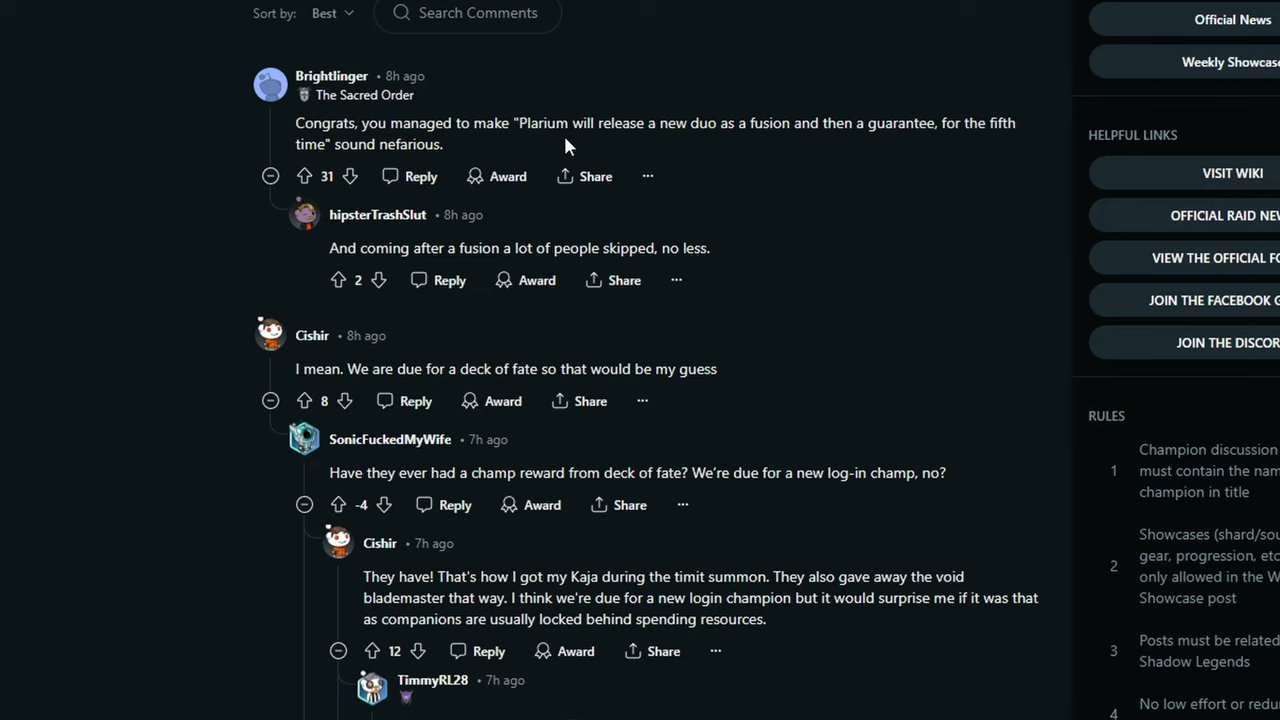 Sort by: Best
Search Comments
Brightlinger • 8h ago
The Sacred Order
Congrats, you managed to make "Plarium will release a new duo as a fusion and then a guarantee, for the fifth
time" sound nefarious.
31 Reply Award Share ...
hipsterTrashSlut • 8h ago
And coming after a fusion a lot of people skipped, no less.
2 Reply Award Share ...
Cishir • 8h ago
I mean. We are due for a deck of fate so that would be my guess
8 Reply Award Share ...
SonicFuckedMyWife • 7h ago
Have they ever had a champ reward from deck of fate? We're due for a new log-in champ, no?
-4 Reply Award Share ...
Cishir • 7h ago
They have! That's how I got my Kaja during the timit summon. They also gave away the void
blademaster that way. I think we're due for a new login champion but it would surprise me if it was that
as companions are usually locked behind spending resources.
12 Reply Award Share ...
TimmyRL28 • 7h ago
Official News
Weekly Showcase
HELPFUL LINKS
VISIT WIKI
OFFICIAL RAID NE
VIEW THE OFFICIAL FO
JOIN THE FACEBOOK G
JOIN THE DISCOR
RULES
1 Champion discussion
must contain the nam
champion in title
2 Showcases (shard/sou
gear, progression, etc
only allowed in the W
Showcase post
3 Posts must be related
Shadow Legends
4 No low effort or redu